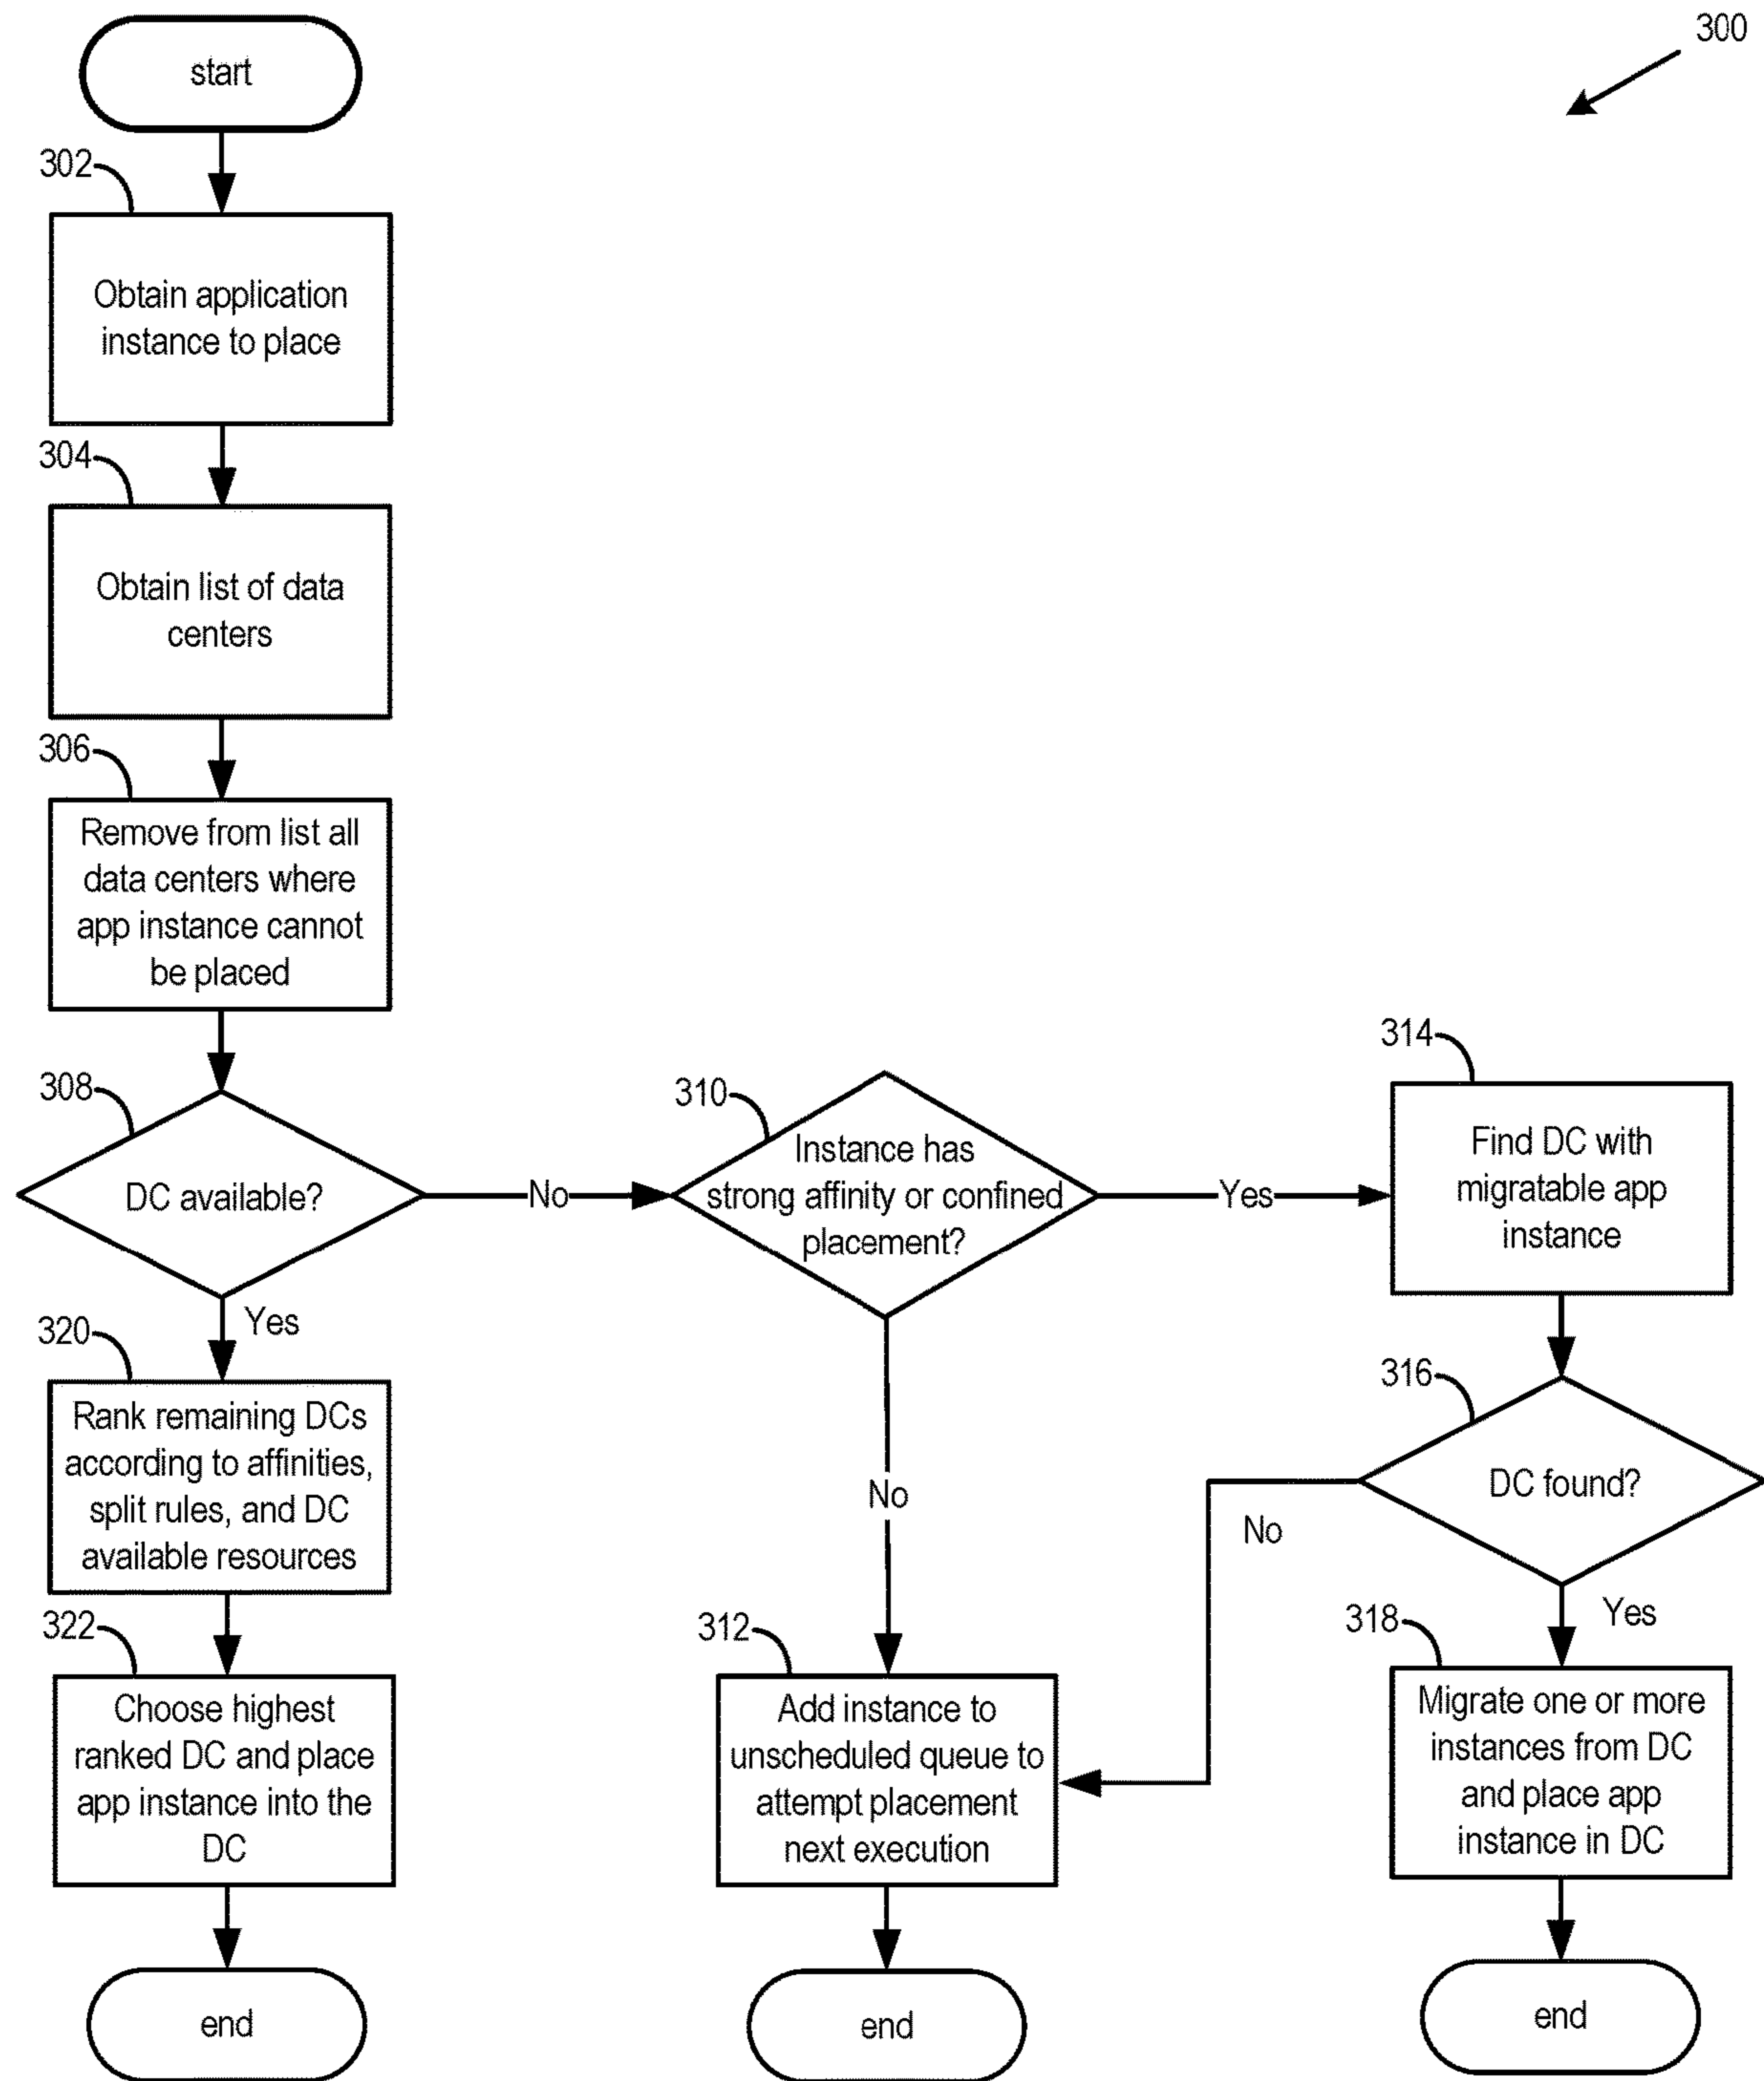 300
start
302
Obtain application
instance to place
304
Obtain list of data
centers
306
Remove from list all
data centers where
app instance cannot
be placed
308
DC available?
No
310
Instance has
strong affinity or confined
placement?
Yes
314
Find DC with
migratable app
instance
Yes
320
Rank remaining DCs
according to affinities,
split rules, and DC
available resources
No
316
DC found?
No
Yes
322
Choose highest
ranked DC and place
app instance into the
DC
312
Add instance to
unscheduled queue to
attempt placement
next execution
318
Migrate one or more
instances from DC
and place app
instance in DC
end
end
end